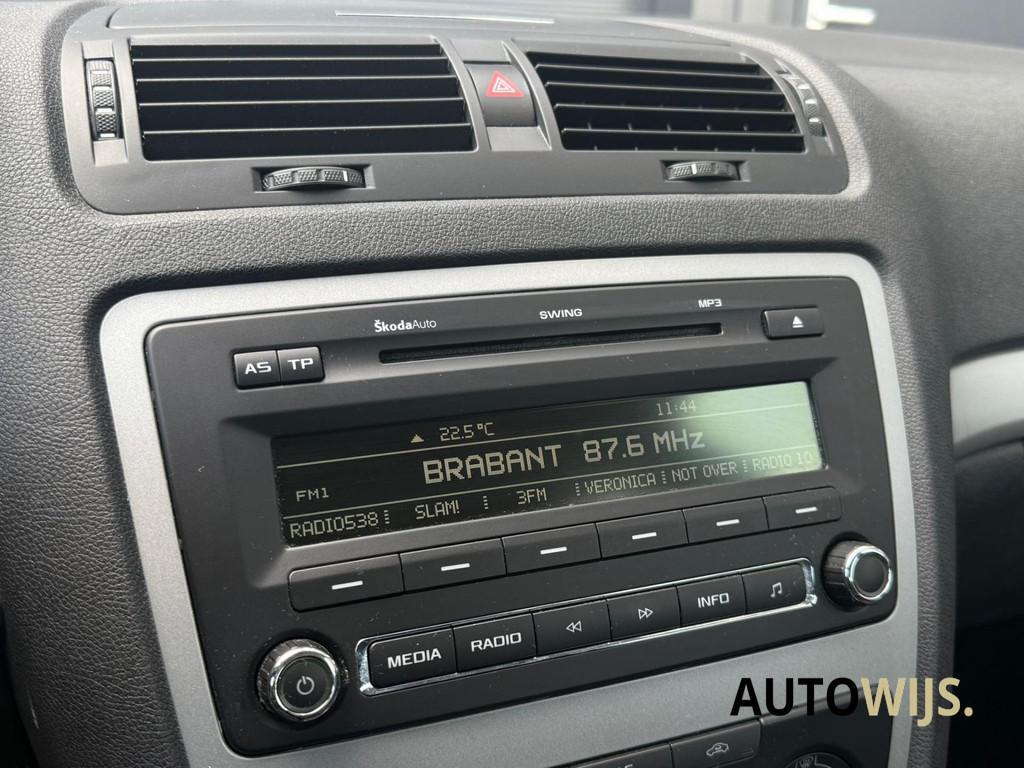 ŠkodaAuto SWING MP3
AS TP
22.5°C 11:44
BRABANT 87.6 MHz
FM1
RADIO538 SLAM! 3FM VERONICA NOT OVER RADIO 10
MEDIA RADIO INFO
AUTOWIJS.